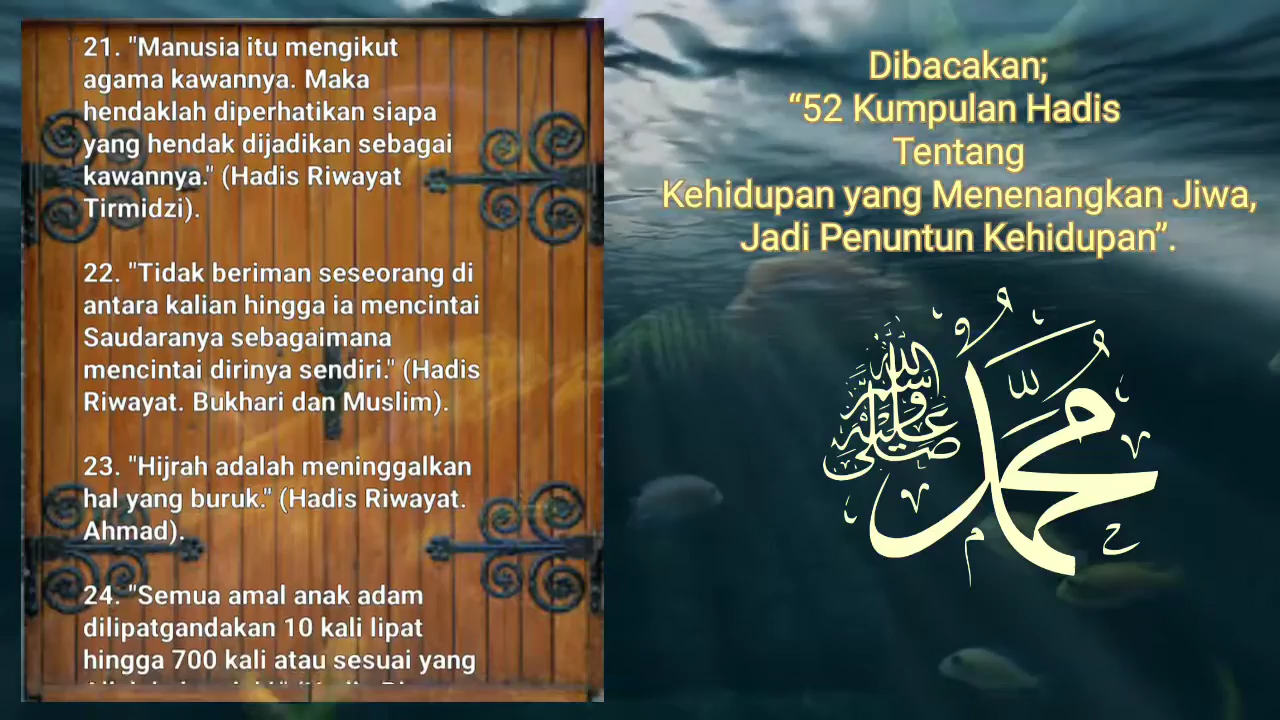 21. "Manusia itu mengikut
agama kawannya. Maka
hendaklah diperhatikan siapa
yang hendak dijadikan sebagai
kawannya." (Hadis Riwayat
Tirmidzi).
22. "Tidak beriman seseorang di
antara kalian hingga ia mencintai
Saudaranya sebagaimana
mencintai dirinya sendiri." (Hadis
Riwayat. Bukhari dan Muslim).
23. "Hijrah adalah meninggalkan
hal yang buruk." (Hadis Riwayat.
Ahmad).
24. "Semua amal anak adam
dilipatgandakan 10 kali lipat
hingga 700 kali atau sesuai yang
Dibacakan;
“52 Kumpulan Hadis
Tentang
Kehidupan yang Menenangkan Jiwa,
Jadi Penuntun Kehidupan”.
محمد
صلى الله عليه وسلم